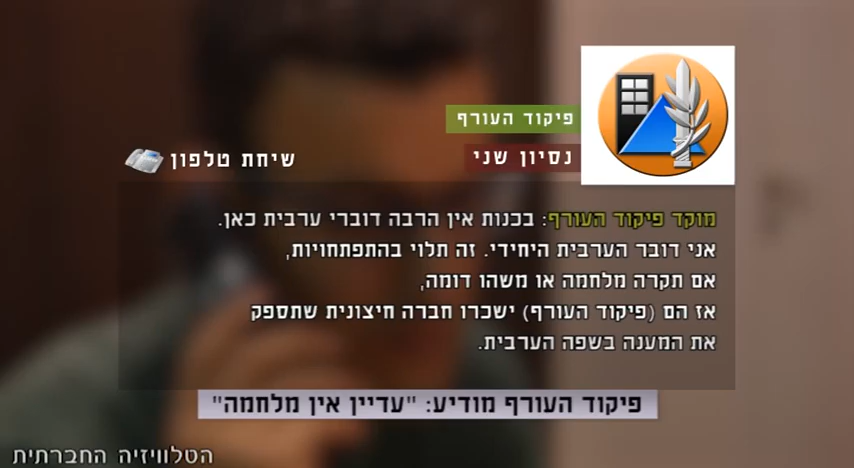 פיקוד העורף
נסיון שני
שיחת טלפון
מוקד פיקוד העורף: בכנות אין הרבה דוברי ערבית כאן.
אני דובר הערבית היחידי. זה תלוי בהתפתחויות,
אם תקרה מלחמה או משהו דומה,
אז הם (פיקוד העורף) ישכרו חברה חיצונית שתספק
את המענה בשפה הערבית.
פיקוד העורף מודיע: "עדיין אין מלחמה"
הטלוויזיה החברתית